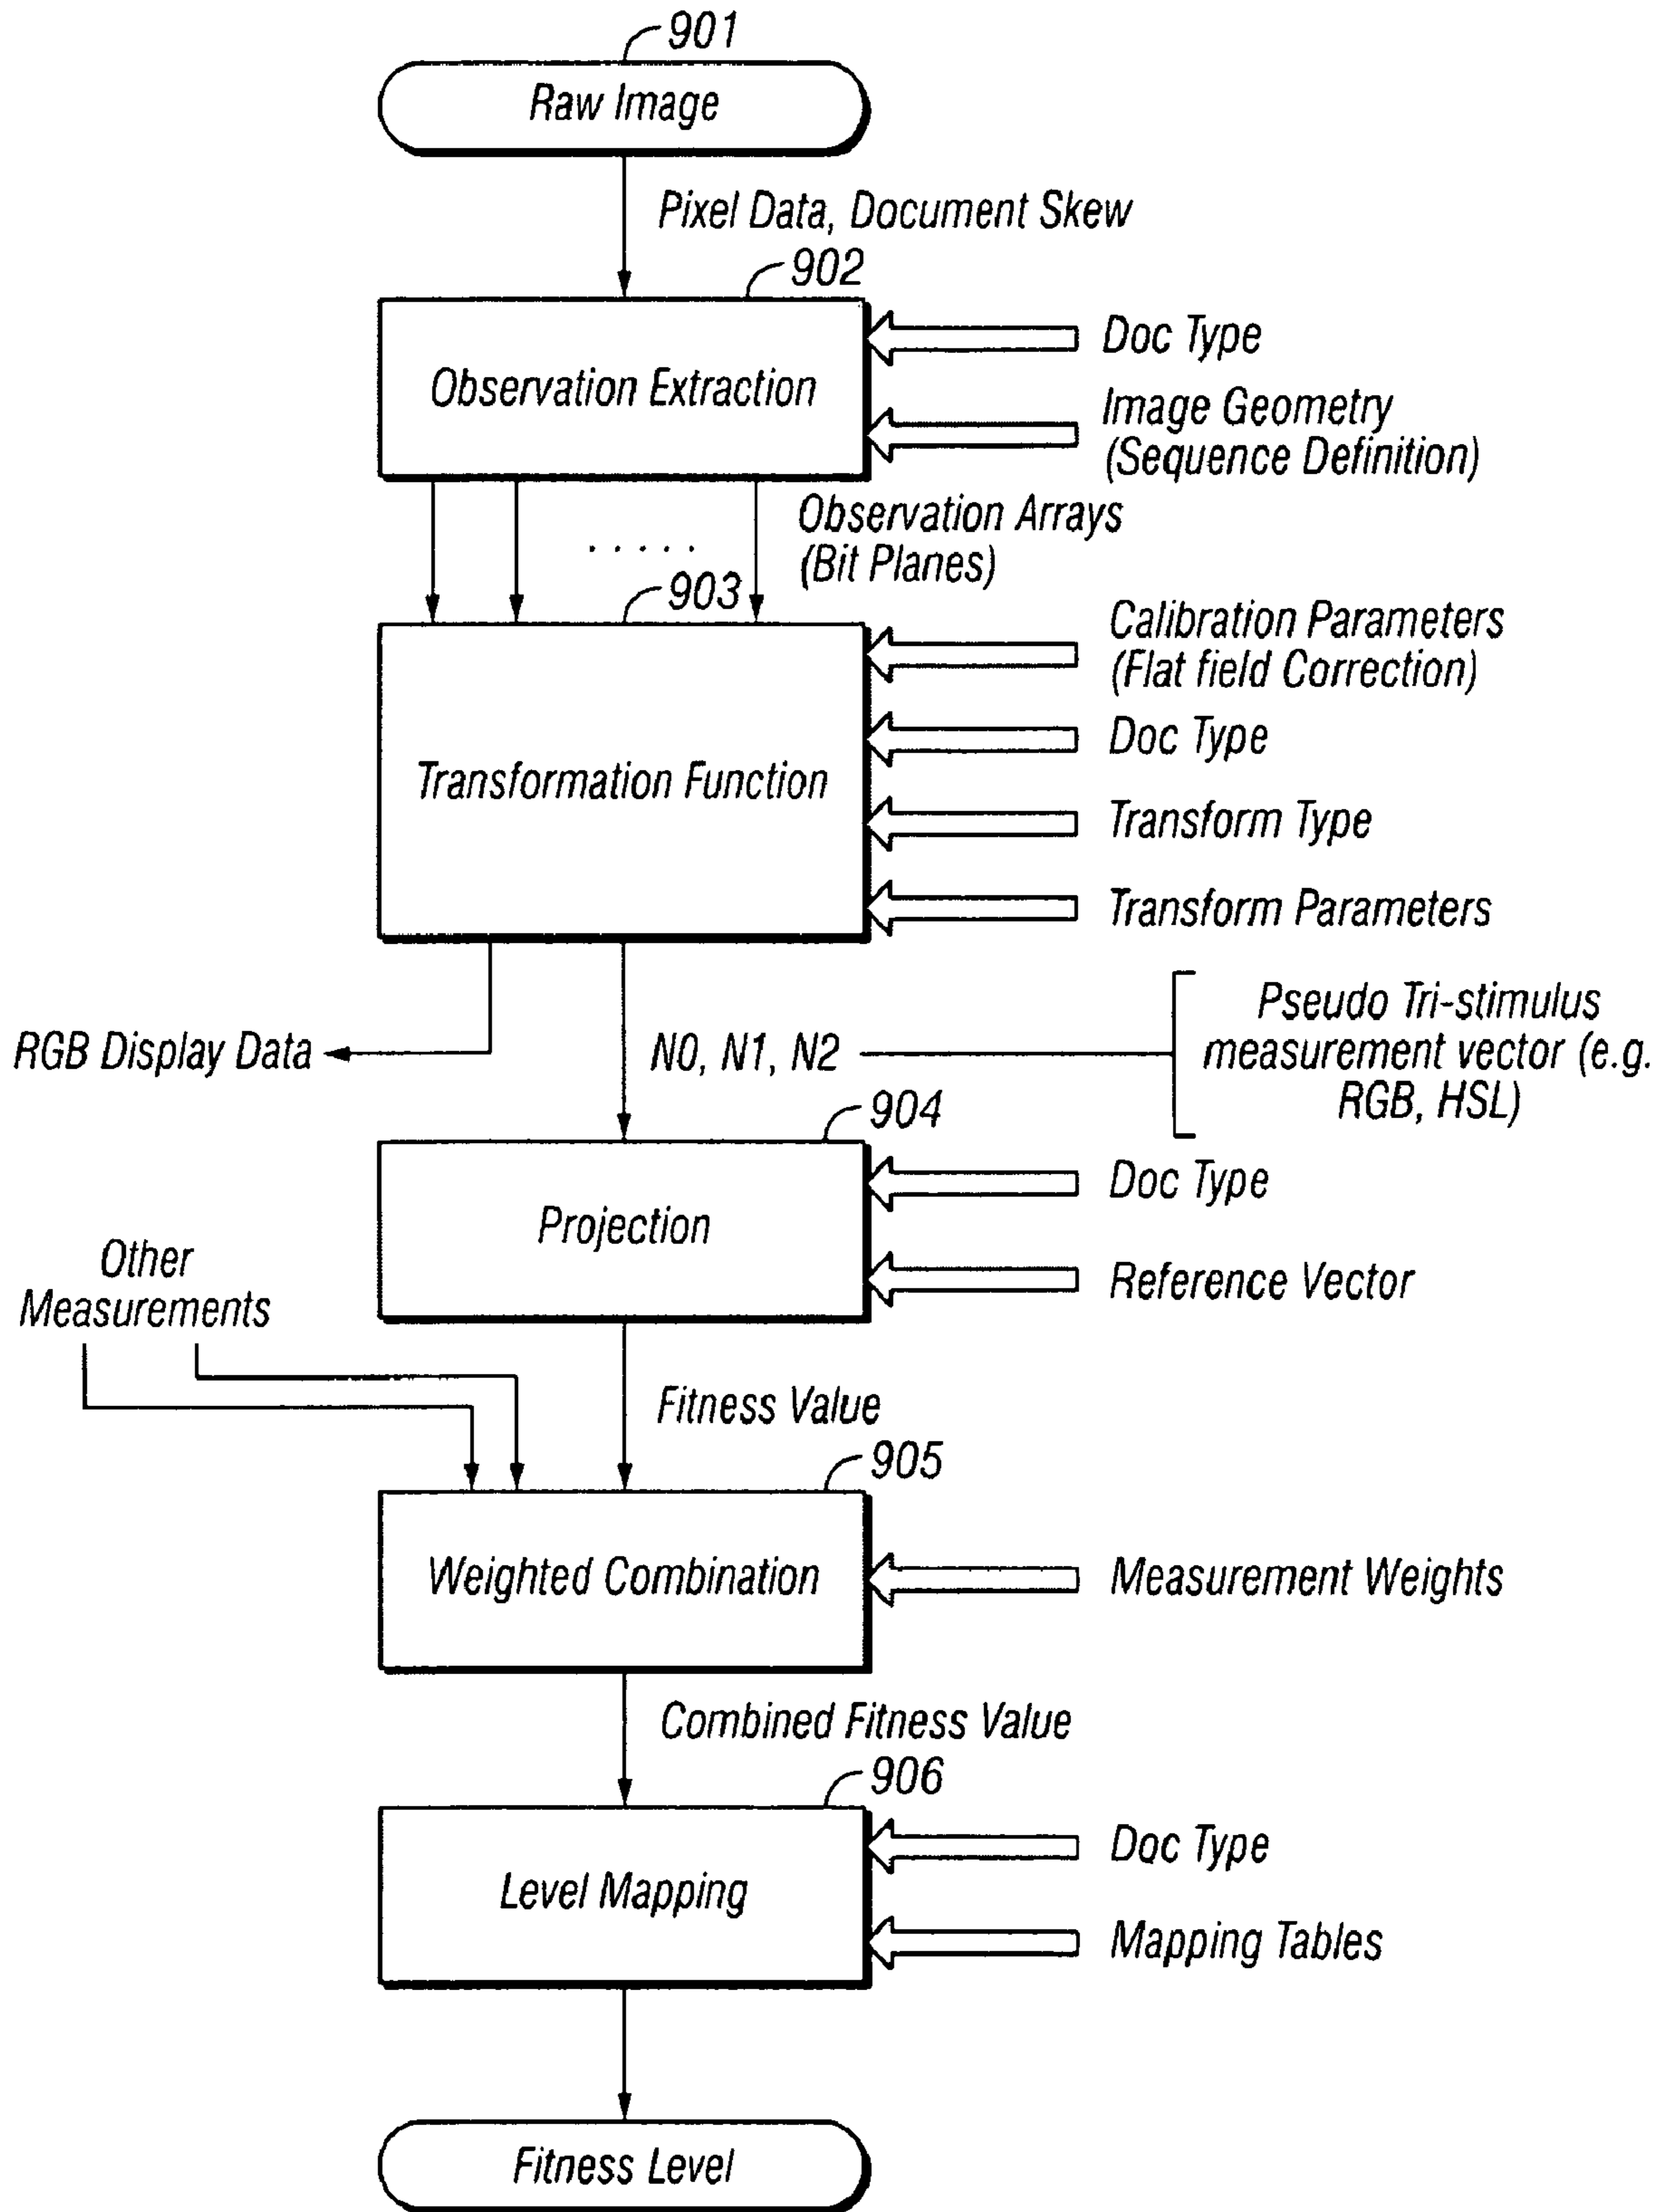 901
Raw Image
Pixel Data, Document Skew
902
Observation Extraction
Doc Type
Image Geometry
(Sequence Definition)
Observation Arrays
(Bit Planes)
. . . . .
903
Transformation Function
Calibration Parameters
(Flat field Correction)
Doc Type
Transform Type
Transform Parameters
RGB Display Data
N0, N1, N2
Pseudo Tri-stimulus
measurement vector (e.g.
RGB, HSL)
904
Projection
Doc Type
Reference Vector
Other
Measurements
Fitness Value
905
Weighted Combination
Measurement Weights
Combined Fitness Value
906
Level Mapping
Doc Type
Mapping Tables
Fitness Level